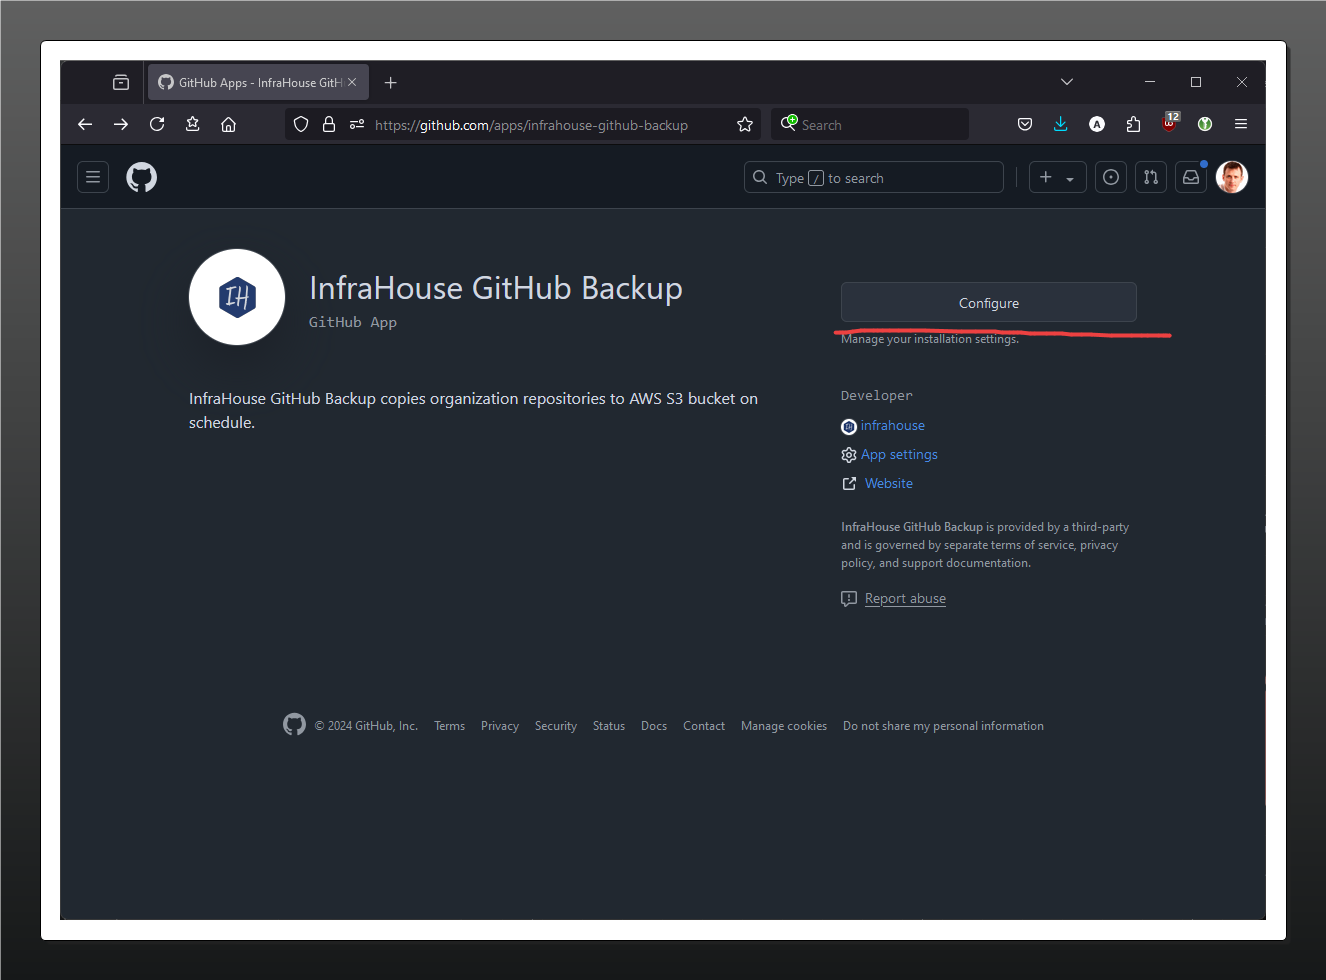 GitHub Apps - InfraHouse GitH
https://github.com/apps/infrahouse-github-backup
Search
A
12
Type / to search
IH
InfraHouse GitHub Backup
GitHub App
InfraHouse GitHub Backup copies organization repositories to AWS S3 bucket on
schedule.
Configure
Manage your installation settings.
Developer
infrahouse
App settings
Website
InfraHouse GitHub Backup is provided by a third-party
and is governed by separate terms of service, privacy
policy, and support documentation.
Report abuse
© 2024 GitHub, Inc. Terms Privacy Security Status Docs Contact Manage cookies Do not share my personal information